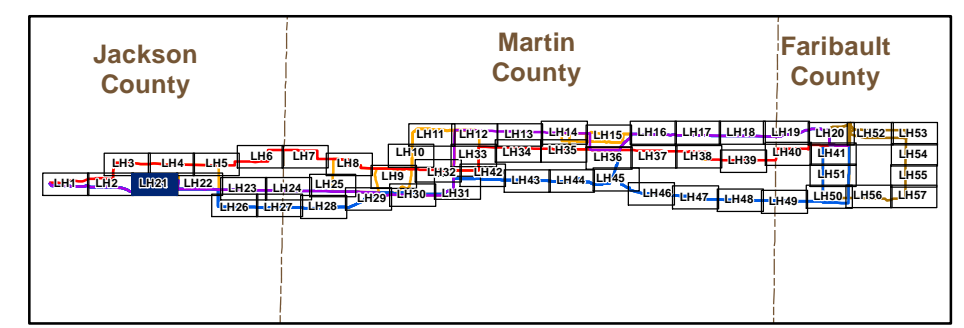 Jackson
County
Martin
County
Faribault
County
LH11 LH12 LH13 LH14 LH15 LH16 LH17 LH18 LH19 LH20 LH52 LH53
LH3 LH4 LH5 LH6 LH7 LH8 LH10 LH33 LH34 LH35 LH36 LH37 LH38 LH39 LH40 LH41 LH54
LH1 LH2 LH21 LH22 LH23 LH24 LH25 LH9 LH32 LH42 LH43 LH44 LH45 LH51 LH55
LH26 LH27 LH28 LH29 LH30 LH31 LH46 LH47 LH48 LH49 LH50 LH56 LH57